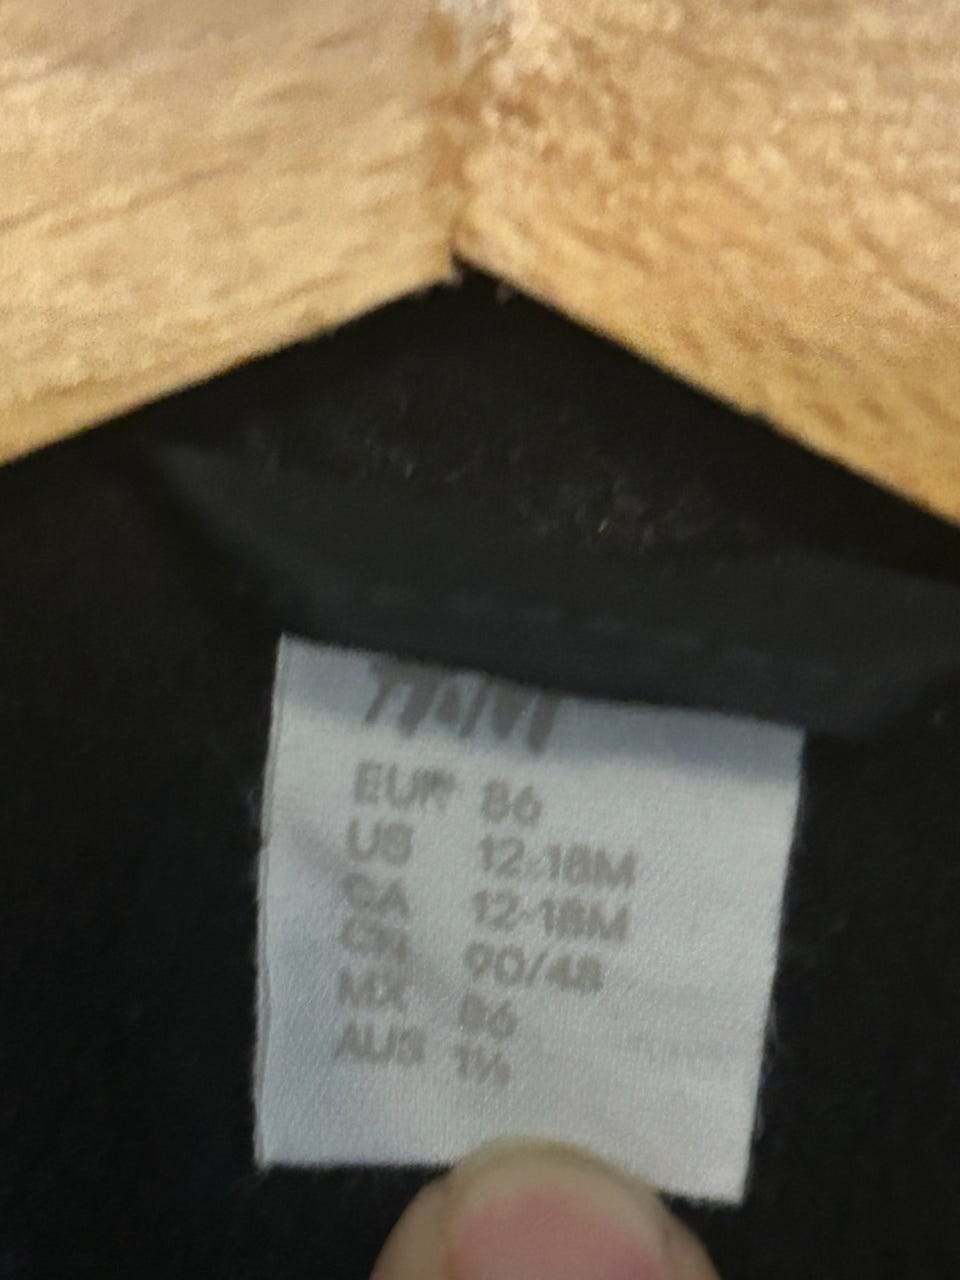 H&M
EUR 86
US 12-18M
CA 12-18M
CN 90/48
MX 86
AUS 1½